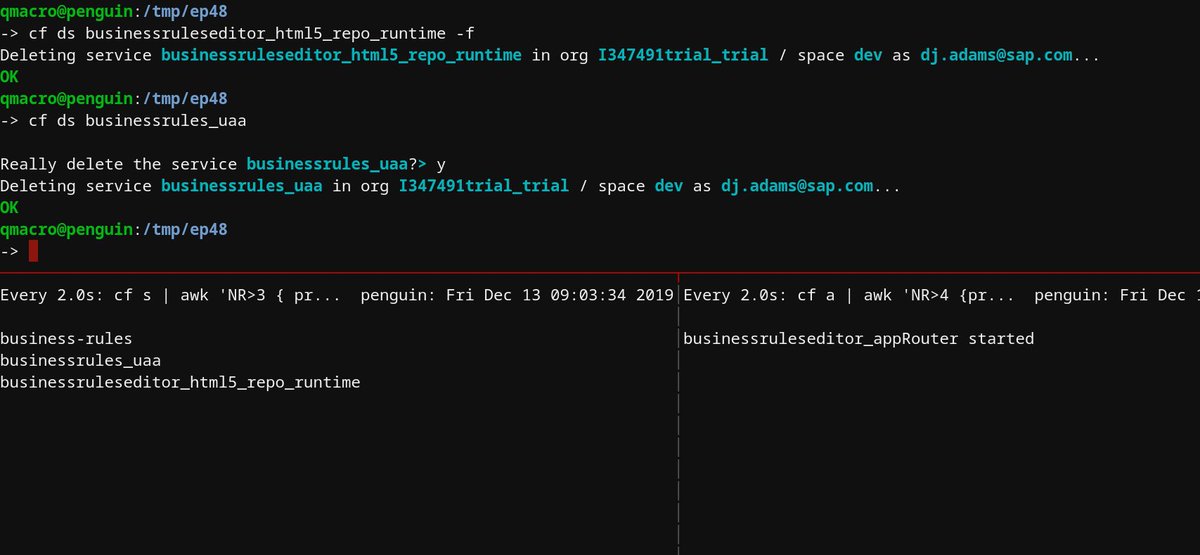 qmacro@penguin:/tmp/ep48
-> cf ds businessruleseditor_html5_repo_runtime -f
Deleting service businessruleseditor_html5_repo_runtime in org I347491trial_trial / space dev as dj.adams@sap.com...
OK
qmacro@penguin:/tmp/ep48
-> cf ds businessrules_uaa
Really delete the service businessrules_uaa?> y
Deleting service businessrules_uaa in org I347491trial_trial / space dev as dj.adams@sap.com...
OK
qmacro@penguin:/tmp/ep48
->
Every 2.0s: cf s | awk 'NR>3 { pr...  penguin: Fri Dec 13 09:03:34 2019
business-rules
businessrules_uaa
businessruleseditor_html5_repo_runtime
Every 2.0s: cf a | awk 'NR>4 {pr...  penguin: Fri Dec
businessruleseditor_appRouter started